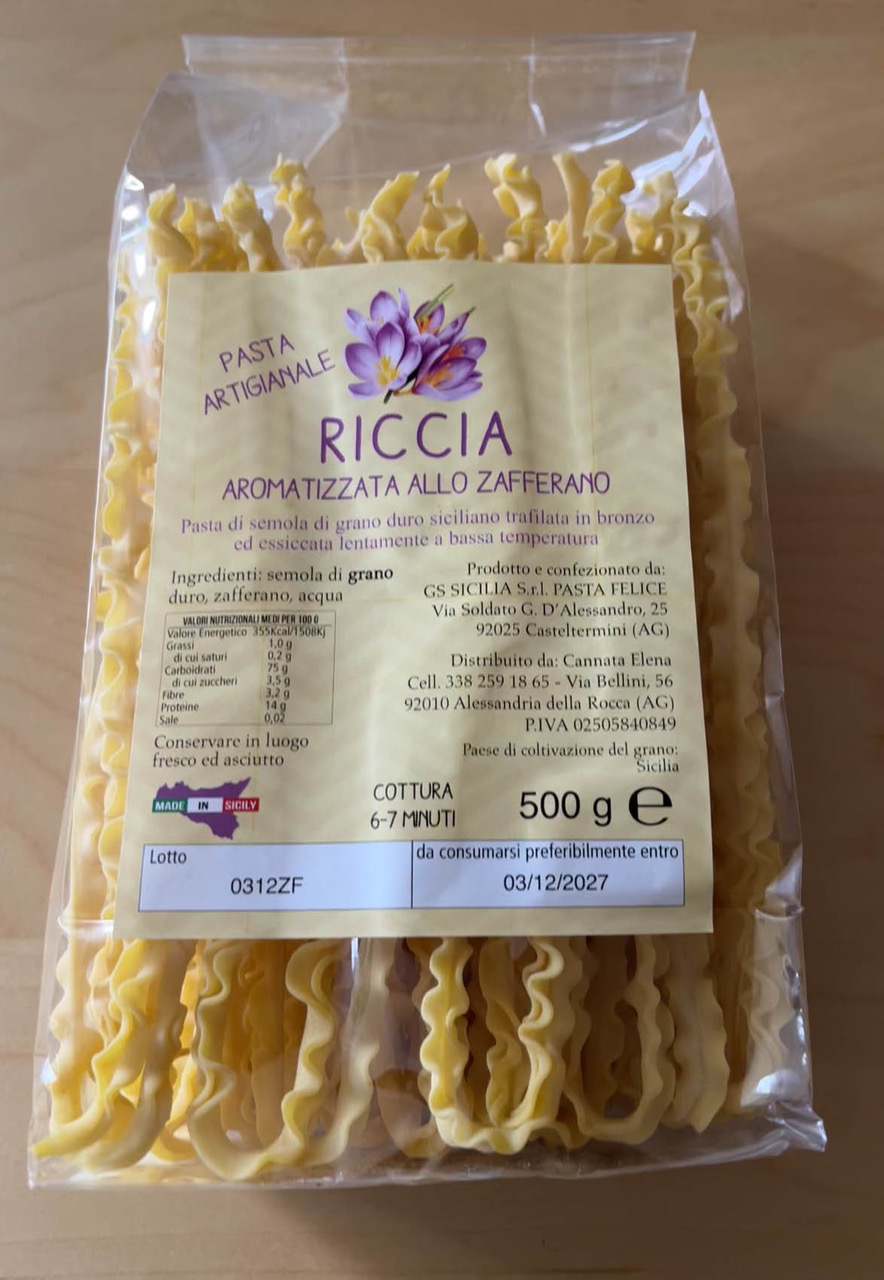 PASTA
ARTIGIANALE
RICCIA
AROMATIZZATA ALLO ZAFFERANO
Pasta di semola di grano duro siciliano trafilata in bronzo
ed essiccata lentamente a bassa temperatura
Ingredienti: semola di grano
duro, zafferano, acqua
VALORI NUTRIZIONALI MEDI PER 100 G
Valore Energetico 355Kcal/1508Kj
Grassi 1,0 g
di cui saturi 0,2 g
Carboidrati 75 g
di cui zuccheri 3,5 g
Fibre 3,2 g
Proteine 14 g
Sale 0,02
Conservare in luogo
fresco ed asciutto
MADE IN SICILY
Prodotto e confezionato da:
GS SICILIA S.r.l. PASTA FELICE
Via Soldato G. D'Alessandro, 25
92025 Casteltermini (AG)
Distribuito da: Cannata Elena
Cell. 338 259 18 65 - Via Bellini, 56
92010 Alessandria della Rocca (AG)
P.IVA 02505840849
Paese di coltivazione del grano:
Sicilia
COTTURA
6-7 MINUTI
500 g e
Lotto
0312ZF
da consumarsi preferibilmente entro
03/12/2027